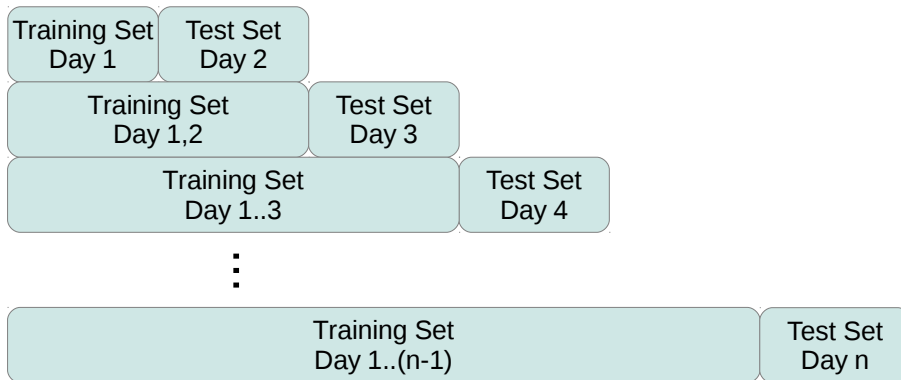 Training Set
Day 1
Test Set
Day 2
Training Set
Day 1,2
Test Set
Day 3
Training Set
Day 1..3
Test Set
Day 4
Training Set
Day 1..(n-1)
Test Set
Day n